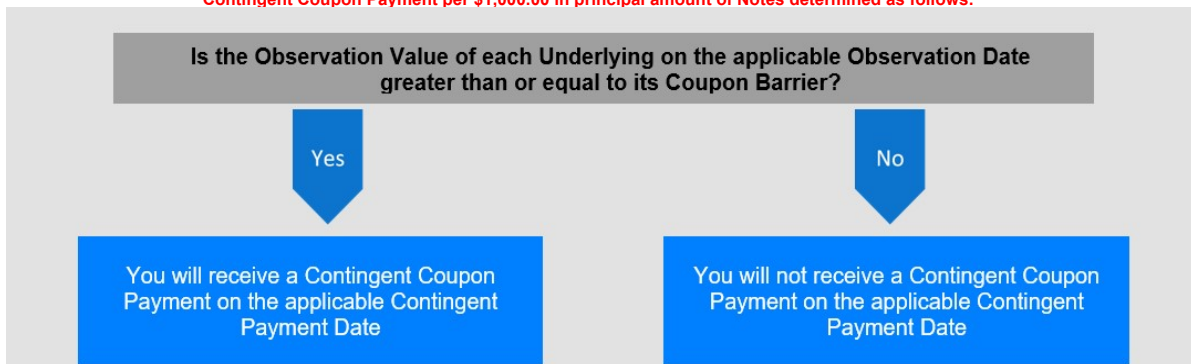 Contingent Coupon Payment per $1,000.00 in principal amount of Notes determined as follows:
Is the Observation Value of each Underlying on the applicable Observation Date
greater than or equal to its Coupon Barrier?
Yes
No
You will receive a Contingent Coupon
Payment on the applicable Contingent
Payment Date
You will not receive a Contingent Coupon
Payment on the applicable Contingent
Payment Date